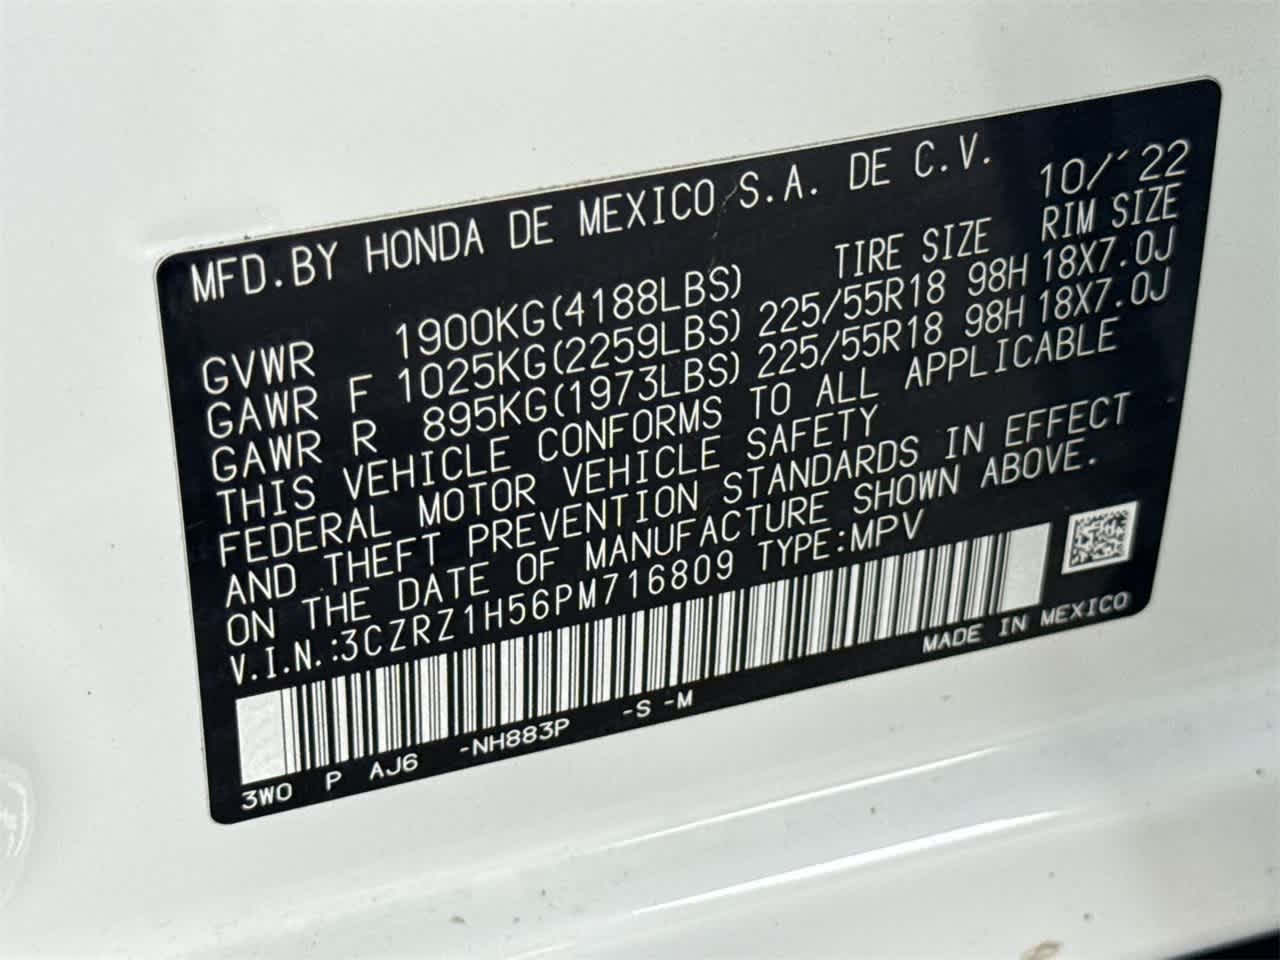 MFD.BY HONDA DE MEXICO S.A. DE C.V. 10/'22
TIRE SIZE RIM SIZE
GVWR 1900KG(4188LBS)
GAWR F 1025KG(2259LBS) 225/55R18 98H 18X7.0J
GAWR R 895KG(1973LBS) 225/55R18 98H 18X7.0J
THIS VEHICLE CONFORMS TO ALL APPLICABLE
FEDERAL MOTOR VEHICLE SAFETY
AND THEFT PREVENTION STANDARDS IN EFFECT
ON THE DATE OF MANUFACTURE SHOWN ABOVE.
V.I.N.:3CZRZ1H56PM716809 TYPE:MPV
MADE IN MEXICO
3W0 P AJ6 -NH883P -S -M